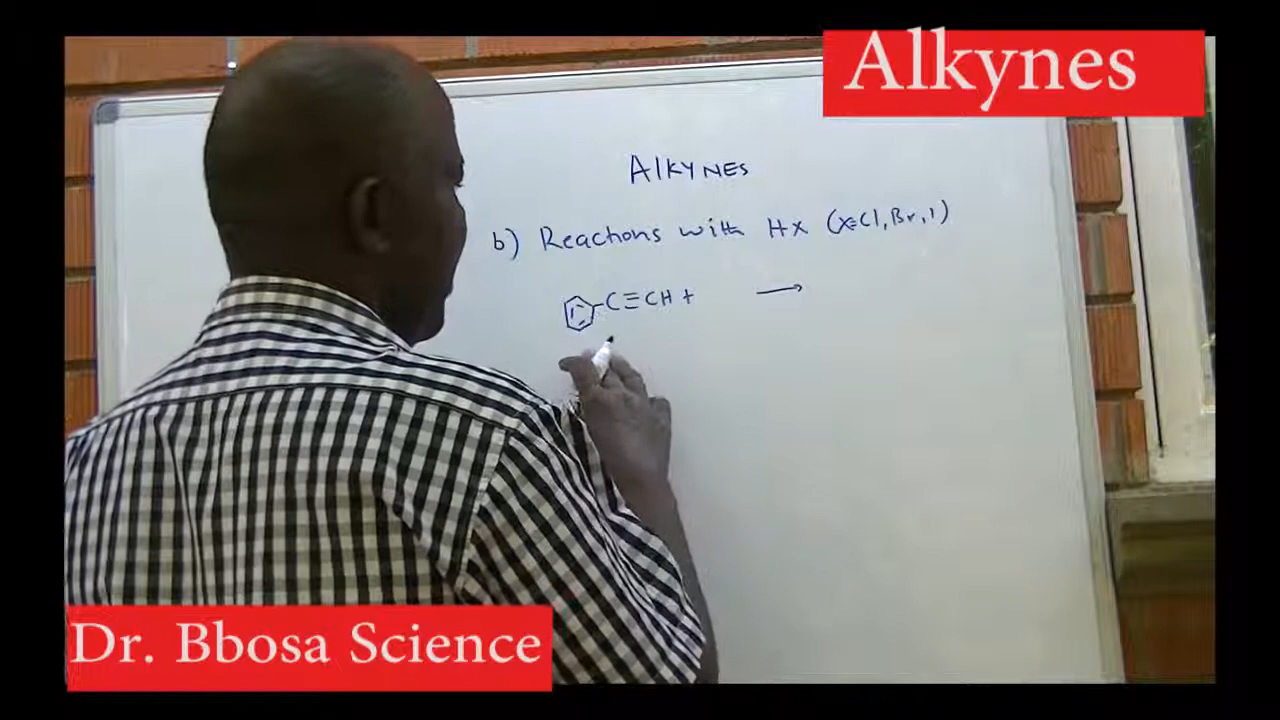 Alkynes
ALKYNES
b) Reactions with HX (X=Cl, Br, I)
C≡CH + →
Dr. Bbosa Science